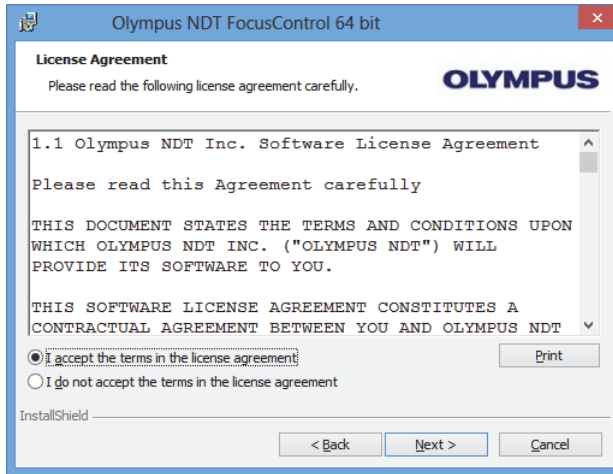 Olympus NDT FocusControl 64 bit
License Agreement
Please read the following license agreement carefully.
OLYMPUS
1.1 Olympus NDT Inc. Software License Agreement
Please read this Agreement carefully
THIS DOCUMENT STATES THE TERMS AND CONDITIONS UPON
WHICH OLYMPUS NDT INC. ("OLYMPUS NDT") WILL
PROVIDE ITS SOFTWARE TO YOU.
THIS SOFTWARE LICENSE AGREEMENT CONSTITUTES A
CONTRACTUAL AGREEMENT BETWEEN YOU AND OLYMPUS NDT
I accept the terms in the license agreement
Print
I do not accept the terms in the license agreement
InstallShield
< Back
Next >
Cancel